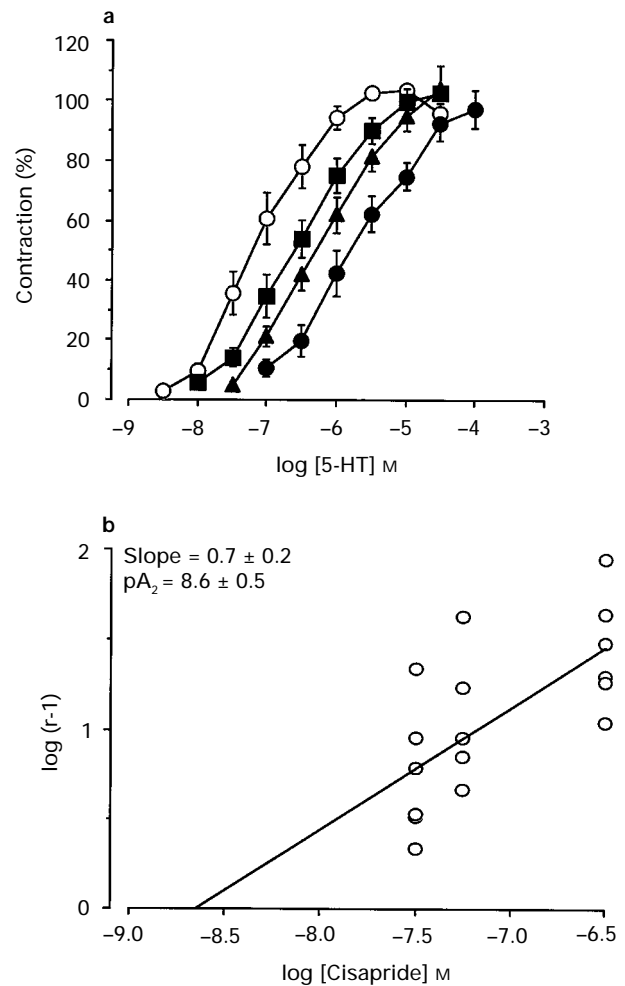 a
120
100
80
60
40
20
0
Contraction (%)
−9 −8 −7 −6 −5 −4 −3
log [5-HT] M
b
Slope = 0.7 ± 0.2
pA2 = 8.6 ± 0.5
2
1
0
log (r-1)
−9.0 −8.5 −8.0 −7.5 −7.0 −6.5
log [Cisapride] M